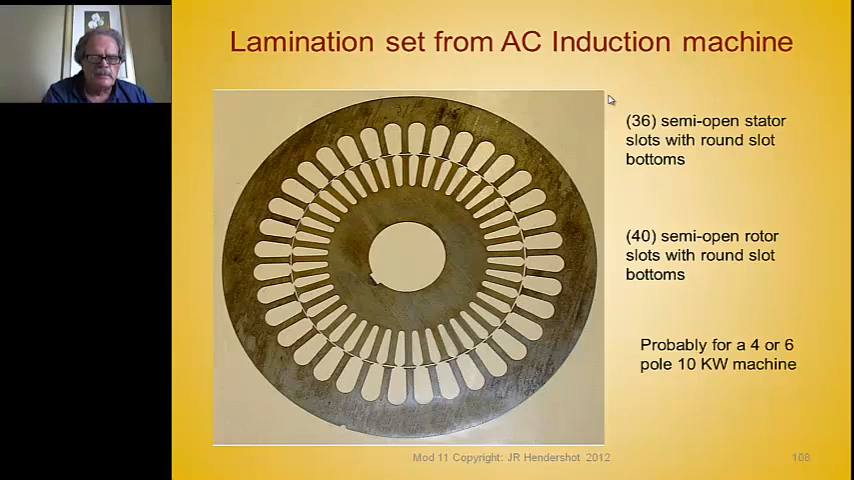 Lamination set from AC Induction machine
(36) semi-open stator
slots with round slot
bottoms
(40) semi-open rotor
slots with round slot
bottoms
Probably for a 4 or 6
pole 10 KW machine
Mod 11 Copyright: JR Hendershot 2012
108